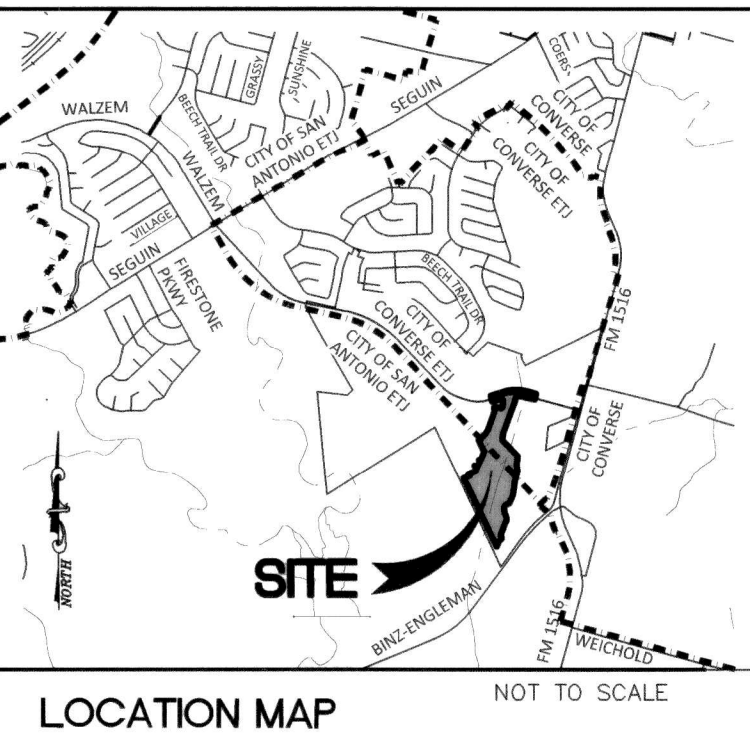 COERS
GRASSY
SUNSHINE
WALZEM
BEECH TRAIL DR
SEGUIN
CITY OF
CONVERSE
CITY OF SAN
ANTONIO ETJ
CITY OF
CONVERSE ETJ
WALZEM
VILLAGE
SEGUIN
FIRESTONE
PKWY
BEECH TRAIL DR
FM 1516
CITY OF
CONVERSE ETJ
CITY OF SAN
ANTONIO ETJ
CITY OF
CONVERSE
NORTH
SITE
BINZ-ENGLEMAN
FM 1516
WEICHOLD
NOT TO SCALE
LOCATION MAP